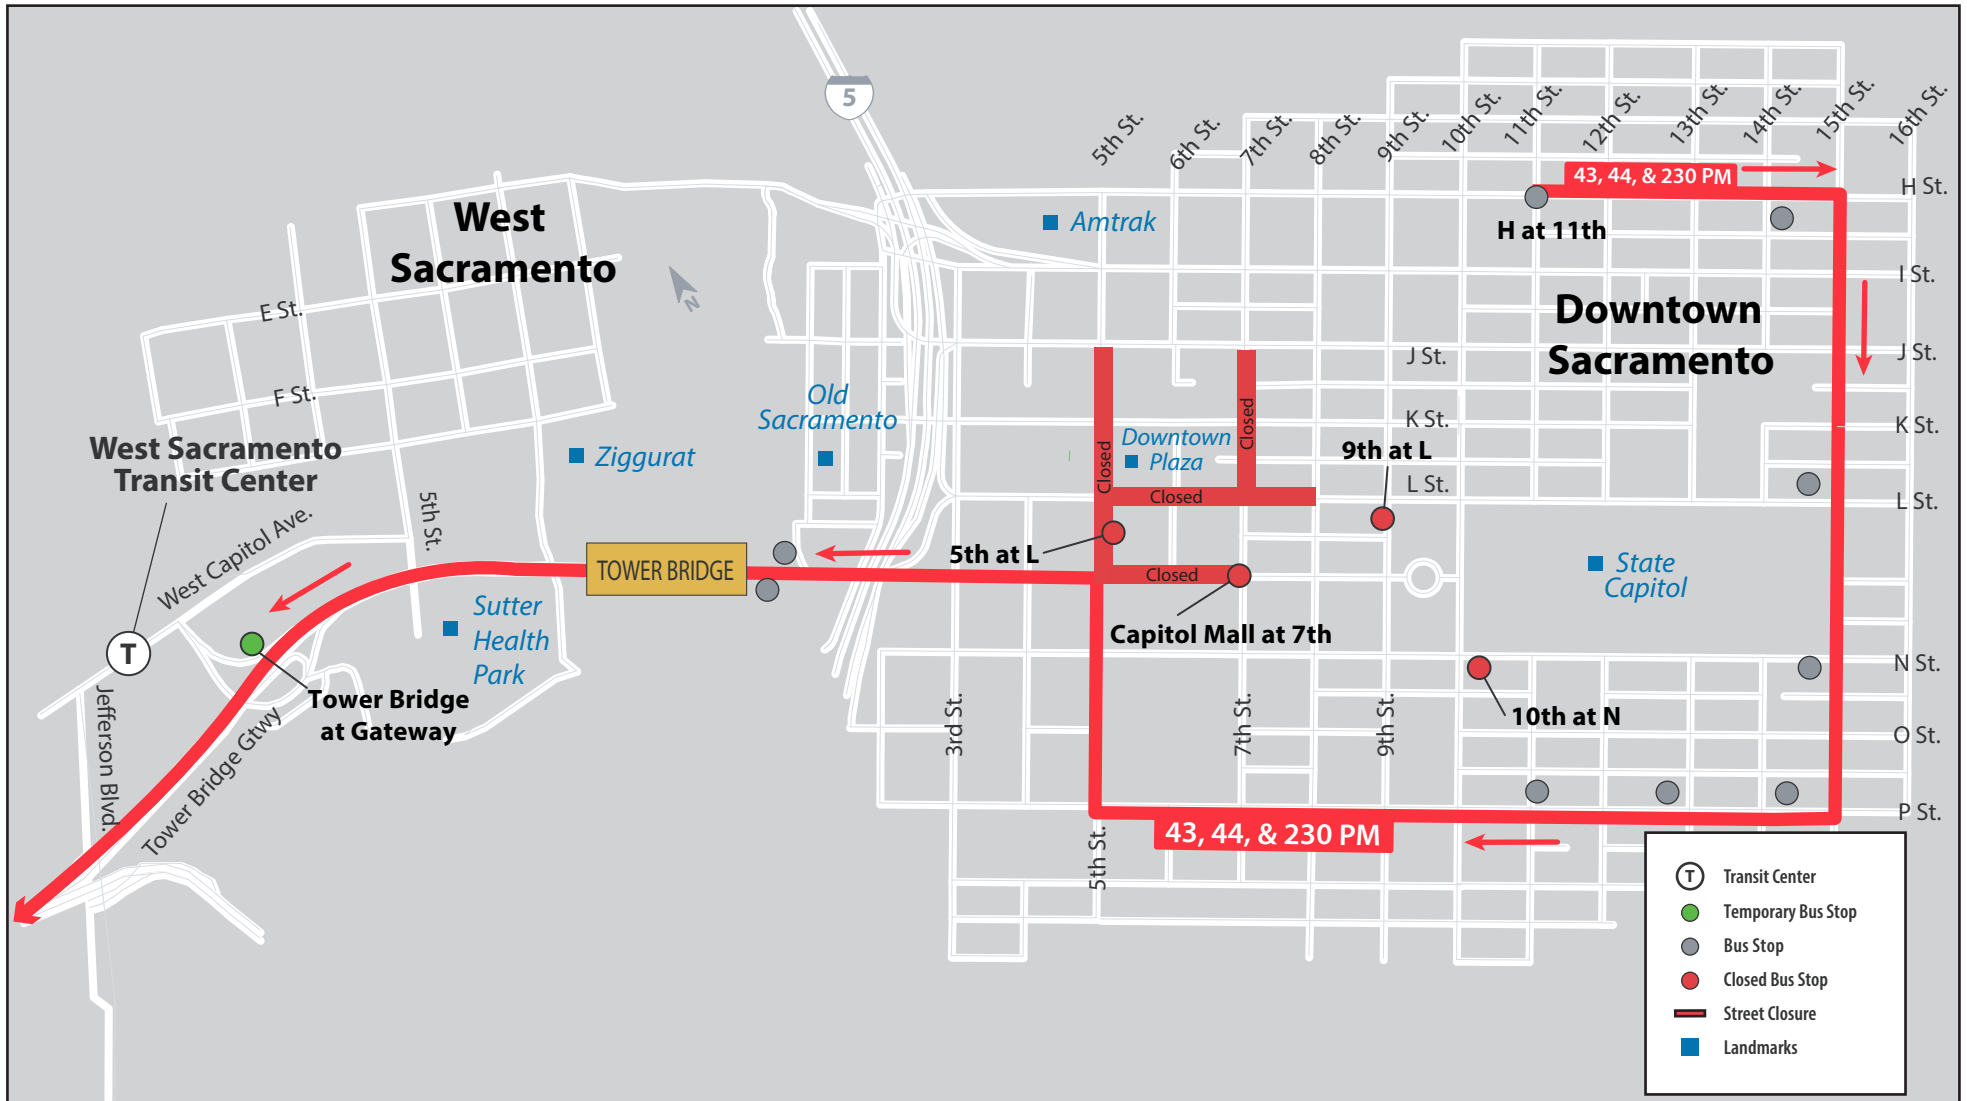 5
5th St.
6th St.
7th St.
8th St.
9th St.
10th St.
11th St.
12th St.
13th St.
14th St.
15th St.
16th St.
43, 44, & 230 PM
H St.
West
Sacramento
Amtrak
H at 11th
I St.
N
E St.
Downtown
Sacramento
J St.
J St.
F St.
Old
Sacramento
K St.
K St.
Closed
Closed
Downtown
Plaza
West Sacramento
Transit Center
Ziggurat
9th at L
L St.
L St.
Closed
5th St.
West Capitol Ave.
5th at L
TOWER BRIDGE
Closed
State
Capitol
Sutter
Health
Park
Capitol Mall at 7th
T
N St.
Tower Bridge
at Gateway
Jefferson Blvd.
Tower Bridge Gtwy
3rd St.
7th St.
9th St.
10th at N
O St.
P St.
43, 44, & 230 PM
5th St.
T Transit Center
Temporary Bus Stop
Bus Stop
Closed Bus Stop
Street Closure
Landmarks